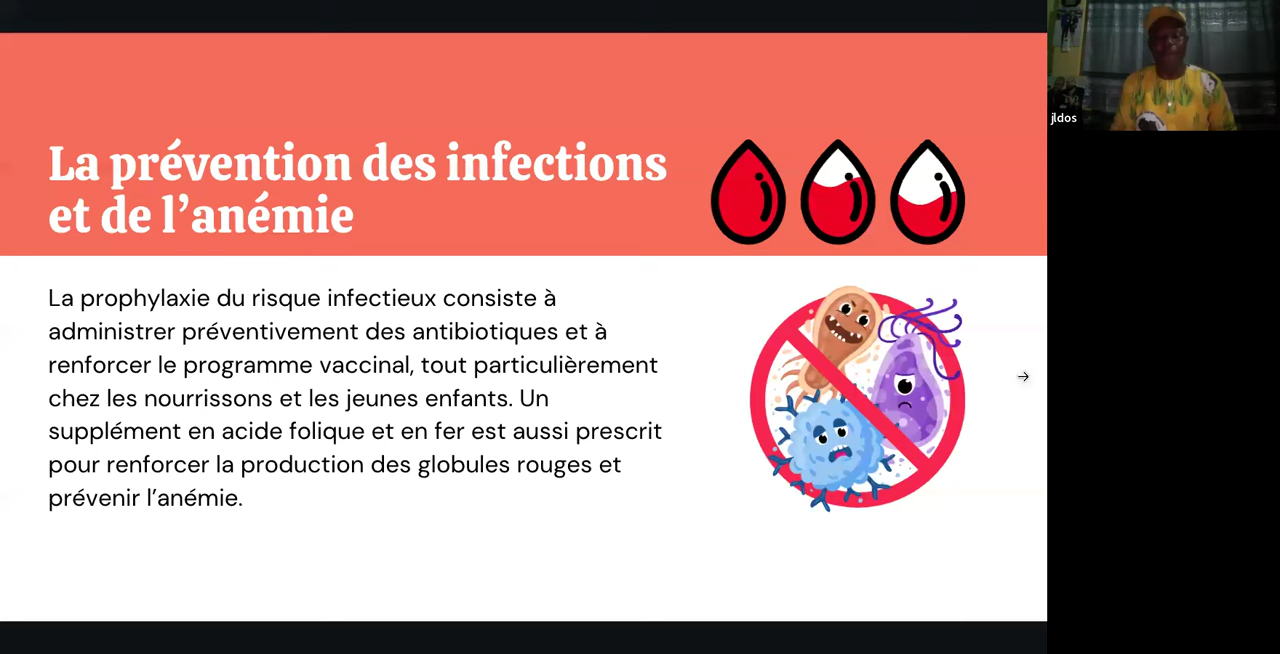 La prévention des infections
et de l’anémie
La prophylaxie du risque infectieux consiste à
administrer préventivement des antibiotiques et à
renforcer le programme vaccinal, tout particulièrement
chez les nourrissons et les jeunes enfants. Un
supplément en acide folique et en fer est aussi prescrit
pour renforcer la production des globules rouges et
prévenir l’anémie.
jldos